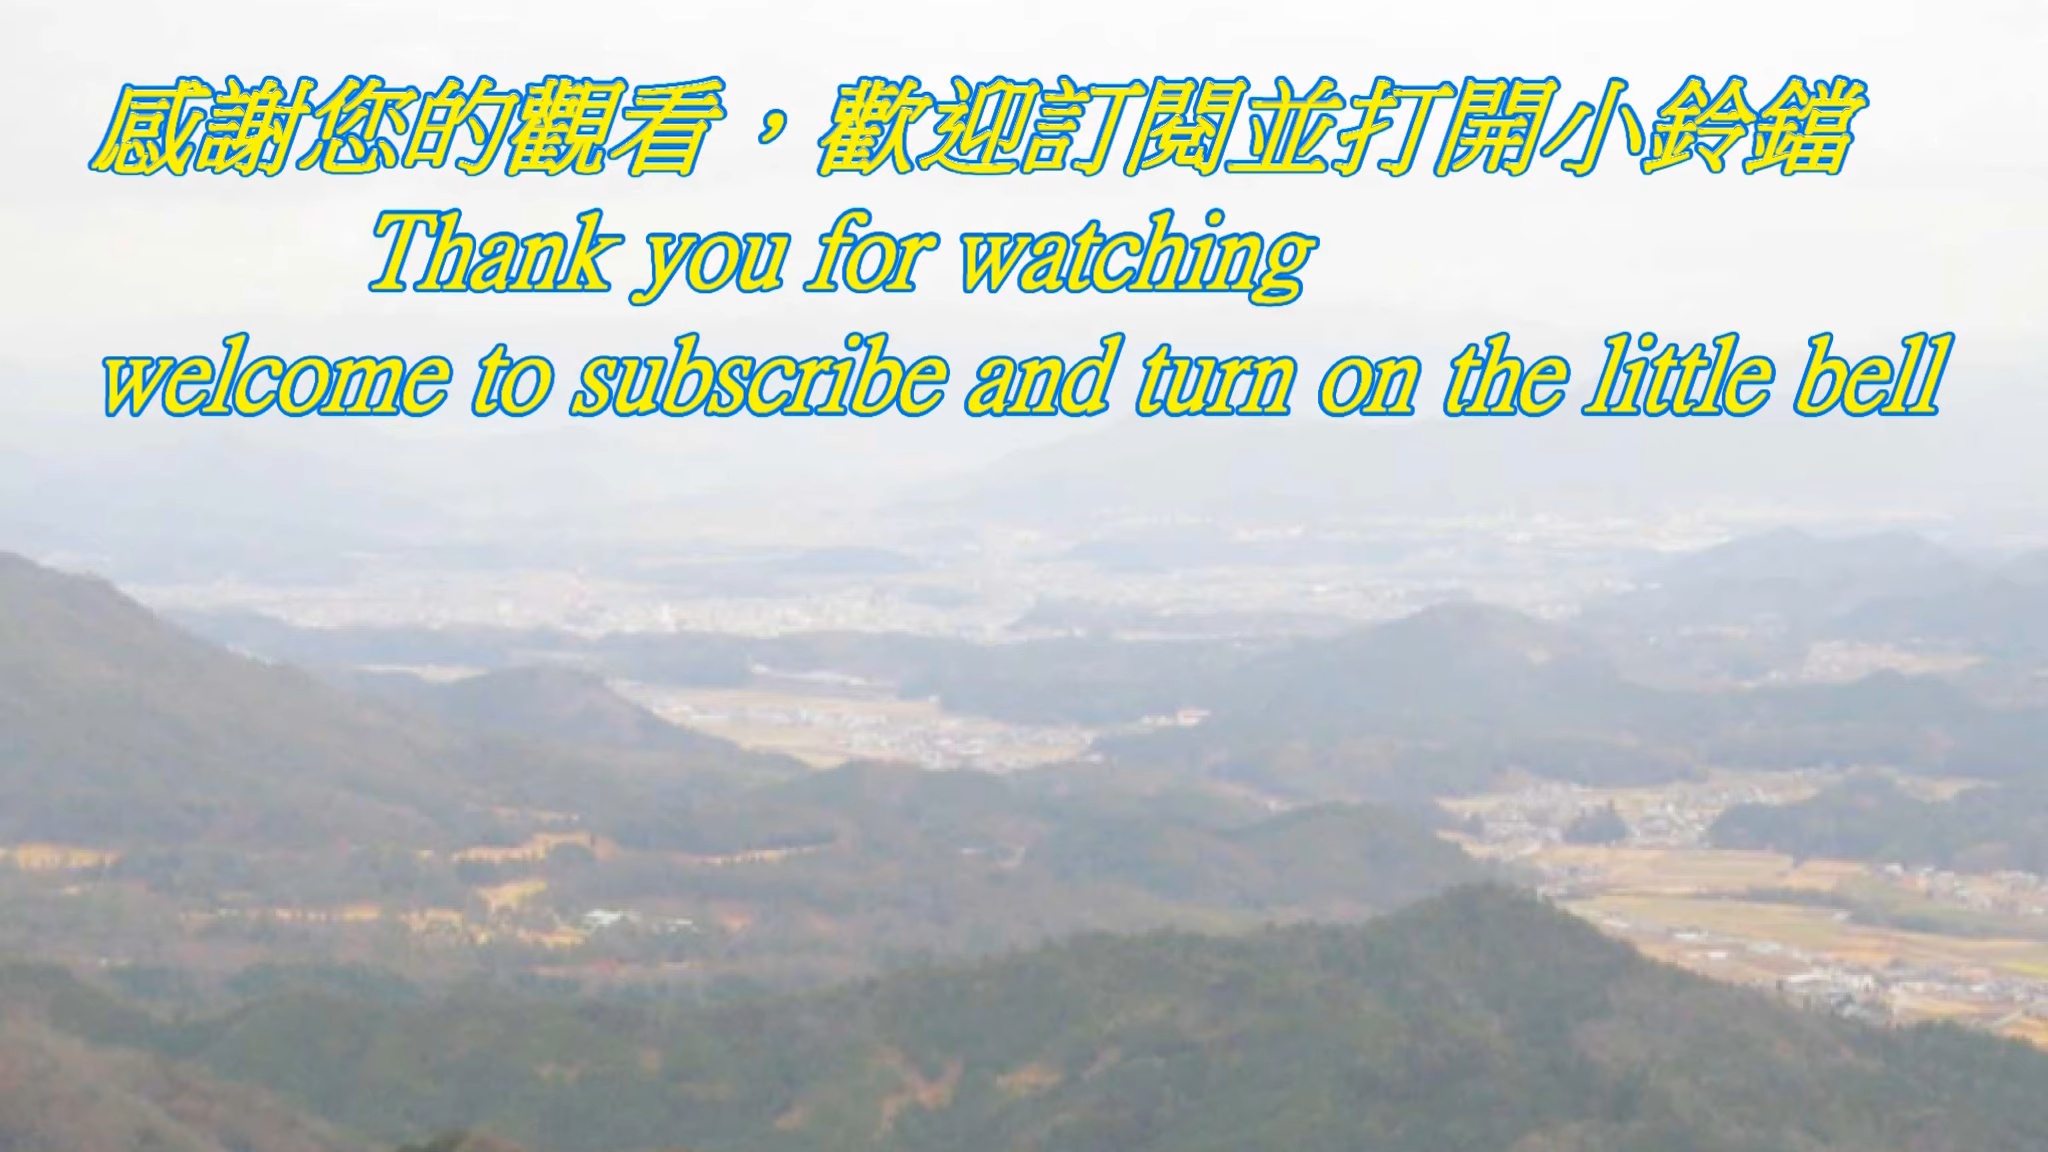 感謝您的觀看，歡迎訂閱並打開小鈴鐺
Thank you for watching
welcome to subscribe and turn on the little bell